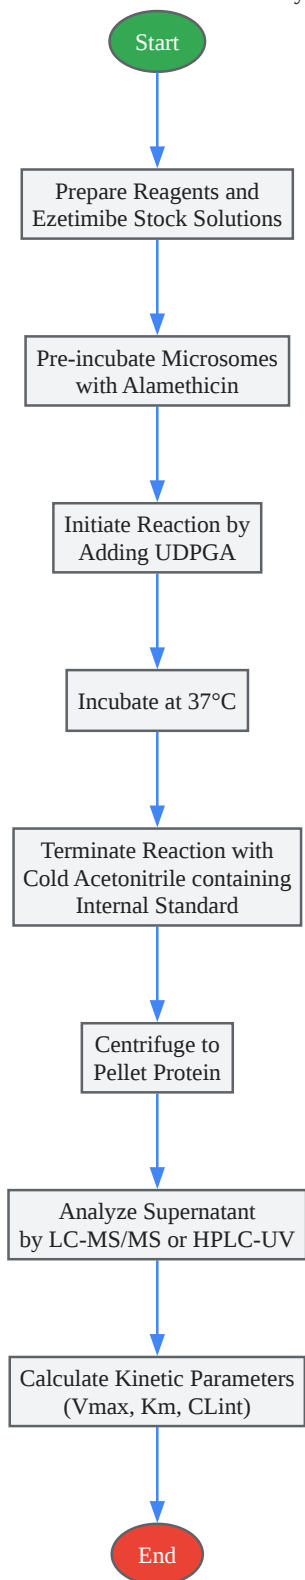 Start
Prepare Reagents and
Ezetimibe Stock Solutions
Pre-incubate Microsomes
with Alamethicin
Initiate Reaction by
Adding UDPGA
Incubate at 37°C
Terminate Reaction with
Cold Acetonitrile containing
Internal Standard
Centrifuge to
Pellet Protein
Analyze Supernatant
by LC-MS/MS or HPLC-UV
Calculate Kinetic Parameters
(Vmax, Km, CLint)
End